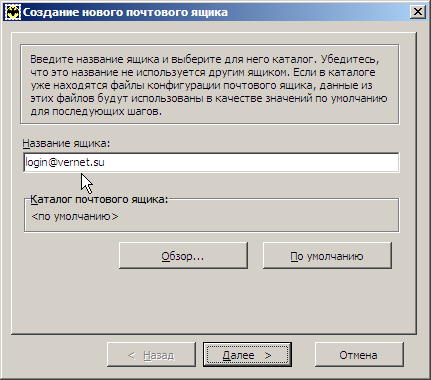 Создание нового почтового ящика
Введите название ящика и выберите для него каталог. Убедитесь,
что это название не используется другим ящиком. Если в каталоге
уже находятся файлы конфигурации почтового ящика, данные из
этих файлов будут использованы в качестве значений по умолчанию
для последующих шагов.
Название ящика:
login@vernet.su
Каталог почтового ящика:
<по умолчанию>
Обзор... По умолчанию
< Назад Далее > Отмена